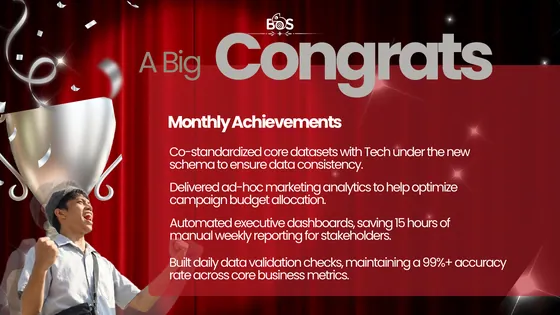 BOS
A Big Congrats
Monthly Achievements
Co-standardized core datasets with Tech under the new
schema to ensure data consistency.
Delivered ad-hoc marketing analytics to help optimize
campaign budget allocation.
Automated executive dashboards, saving 15 hours of
manual weekly reporting for stakeholders.
Built daily data validation checks, maintaining a 99%+ accuracy
rate across core business metrics.